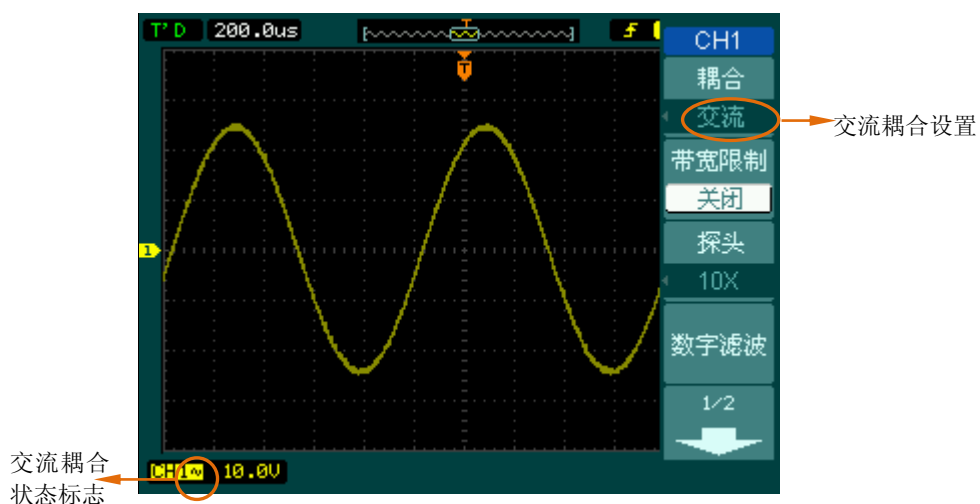 T'D 200.0us
T
T
CH1
耦合
交流
带宽限制
关闭
探头
10X
数字滤波
1/2
1
CH1 10.0V
交流耦合设置
交流耦合
状态标志